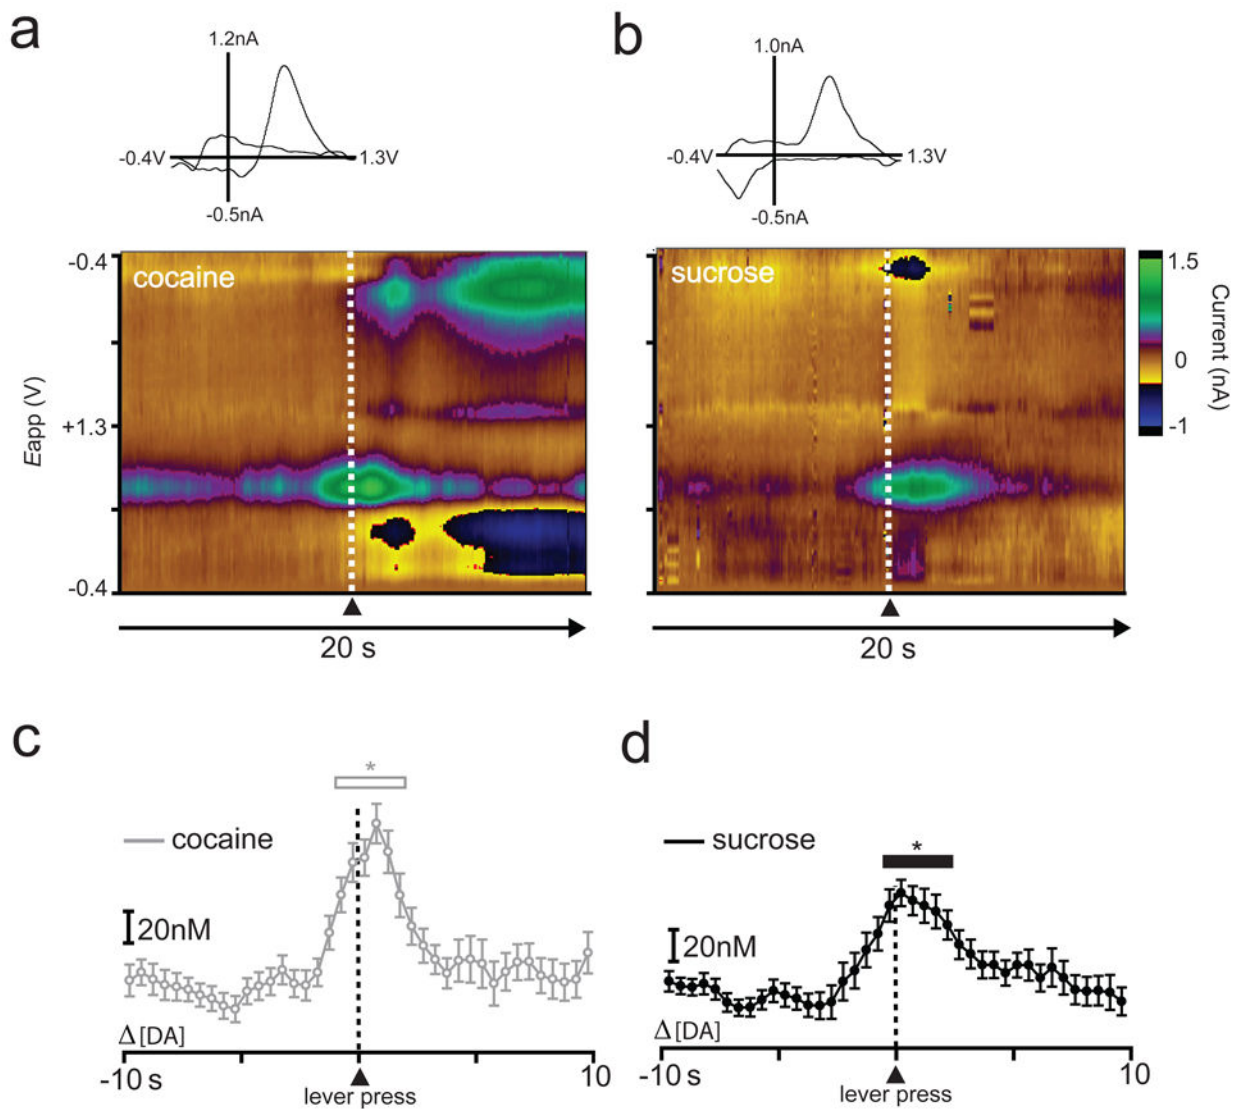 a
1.2nA
-0.4V
1.3V
-0.5nA
b
1.0nA
-0.4V
1.3V
-0.5nA
Eapp (V)
-0.4
+1.3
-0.4
cocaine
20 s
sucrose
20 s
1.5
0
-1
Current (nA)
c
*
cocaine
20nM
Δ[DA]
-10 s
10
lever press
d
*
sucrose
20nM
Δ[DA]
-10 s
10
lever press